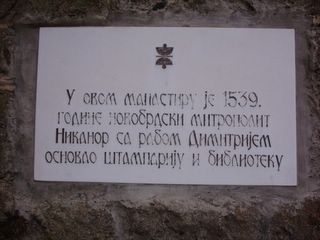 У овом манастиру је 1539.
године новобрдски митрополит
Никанор са рабом Димитријем
основао штампарију и библиотеку